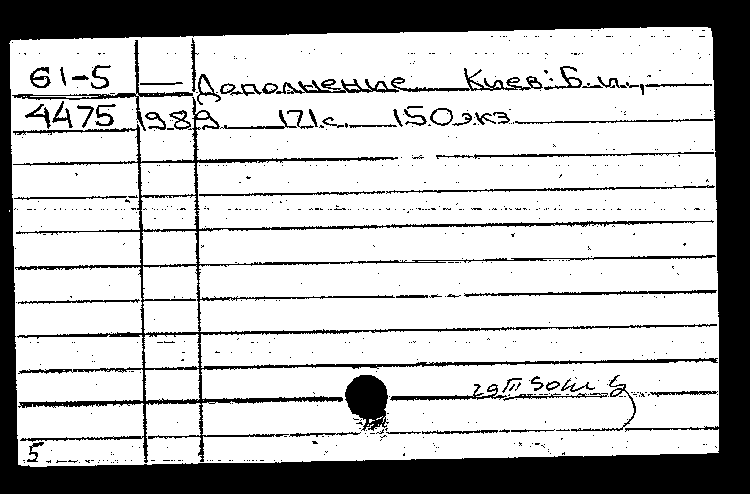 61-5 — Дополнение Киев: Б.и.,-
4475 1989. 171с. 150экз
5